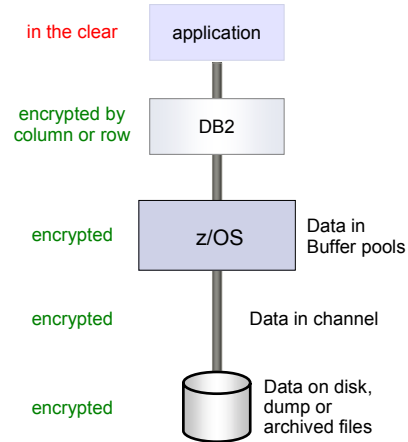 in the clear
application
encrypted by
column or row
DB2
encrypted
z/OS
Data in
Buffer pools
encrypted
Data in channel
encrypted
Data on disk,
dump or
archived files